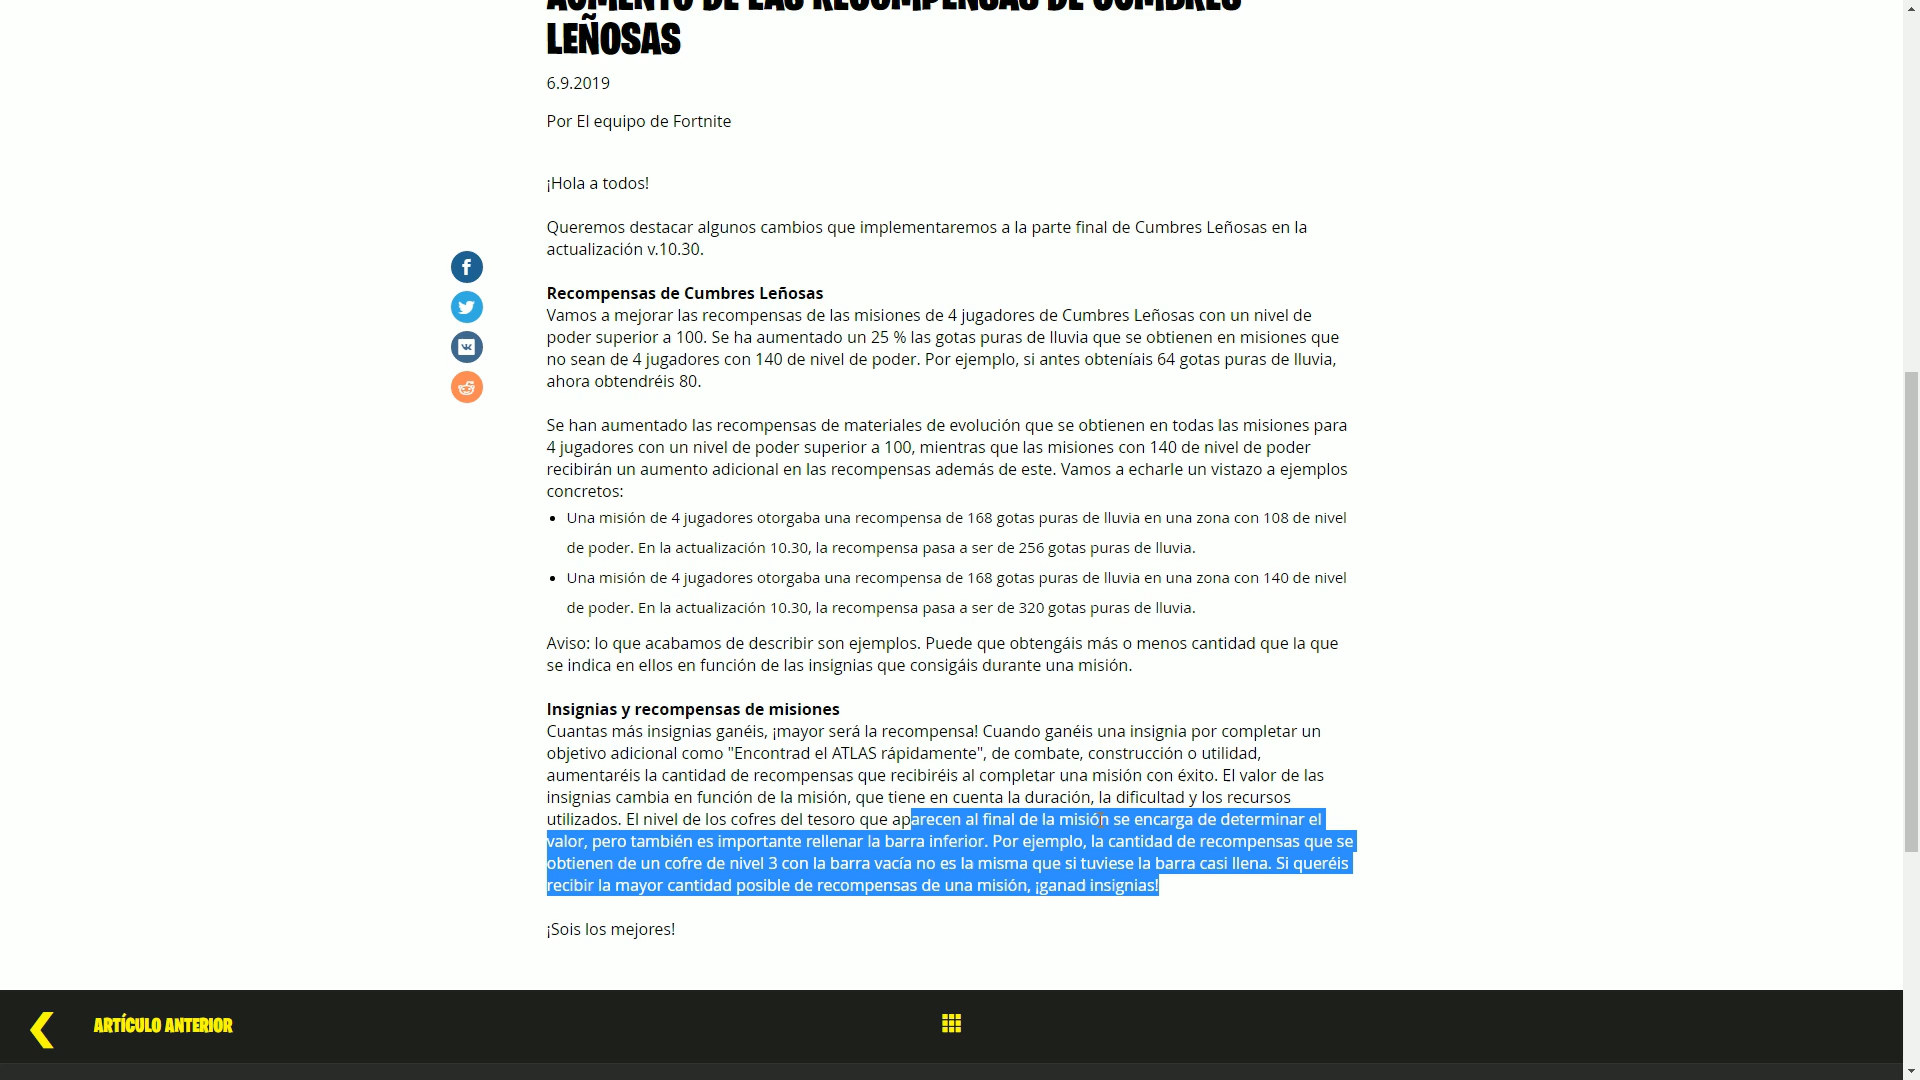 AUMENTO DE LAS RECOMPENSAS DE CUMBRES
LEÑOSAS
6.9.2019
Por El equipo de Fortnite
¡Hola a todos!
Queremos destacar algunos cambios que implementaremos a la parte final de Cumbres Leñosas en la
actualización v.10.30.
Recompensas de Cumbres Leñosas
Vamos a mejorar las recompensas de las misiones de 4 jugadores de Cumbres Leñosas con un nivel de
poder superior a 100. Se ha aumentado un 25 % las gotas puras de lluvia que se obtienen en misiones que
no sean de 4 jugadores con 140 de nivel de poder. Por ejemplo, si antes obteníais 64 gotas puras de lluvia,
ahora obtendréis 80.
Se han aumentado las recompensas de materiales de evolución que se obtienen en todas las misiones para
4 jugadores con un nivel de poder superior a 100, mientras que las misiones con 140 de nivel de poder
recibirán un aumento adicional en las recompensas además de este. Vamos a echarle un vistazo a ejemplos
concretos:
• Una misión de 4 jugadores otorgaba una recompensa de 168 gotas puras de lluvia en una zona con 108 de nivel
de poder. En la actualización 10.30, la recompensa pasa a ser de 256 gotas puras de lluvia.
• Una misión de 4 jugadores otorgaba una recompensa de 168 gotas puras de lluvia en una zona con 140 de nivel
de poder. En la actualización 10.30, la recompensa pasa a ser de 320 gotas puras de lluvia.
Aviso: lo que acabamos de describir son ejemplos. Puede que obtengáis más o menos cantidad que la que
se indica en ellos en función de las insignias que consigáis durante una misión.
Insignias y recompensas de misiones
Cuantas más insignias ganéis, ¡mayor será la recompensa! Cuando ganéis una insignia por completar un
objetivo adicional como "Encontrad el ATLAS rápidamente", de combate, construcción o utilidad,
aumentaréis la cantidad de recompensas que recibiréis al completar una misión con éxito. El valor de las
insignias cambia en función de la misión, que tiene en cuenta la duración, la dificultad y los recursos
utilizados. El nivel de los cofres del tesoro que aparecen al final de la misión se encarga de determinar el
valor, pero también es importante rellenar la barra inferior. Por ejemplo, la cantidad de recompensas que se
obtienen de un cofre de nivel 3 con la barra vacía no es la misma que si tuviese la barra casi llena. Si queréis
recibir la mayor cantidad posible de recompensas de una misión, ¡ganad insignias!
¡Sois los mejores!
ARTÍCULO ANTERIOR